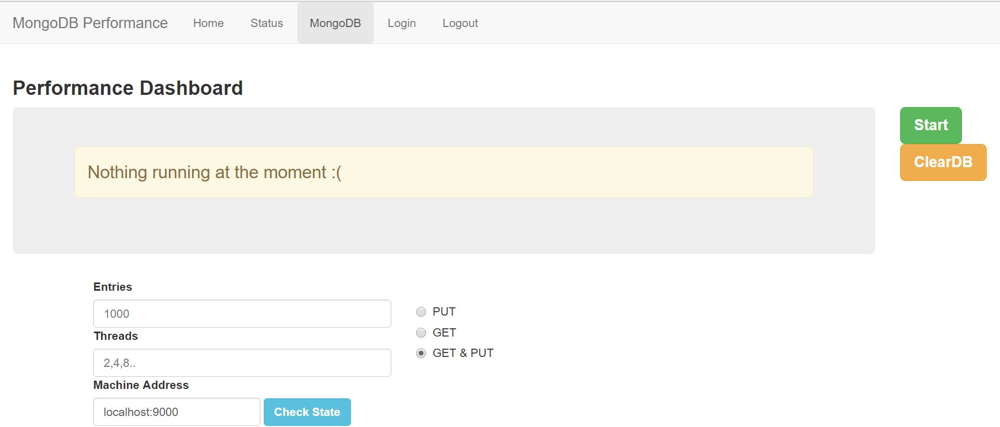 MongoDB Performance Home Status MongoDB Login Logout
Performance Dashboard
Nothing running at the moment :(
Start
ClearDB
Entries
1000
Threads
2,4,8..
Machine Address
localhost:9000 Check State
PUT
GET
GET & PUT